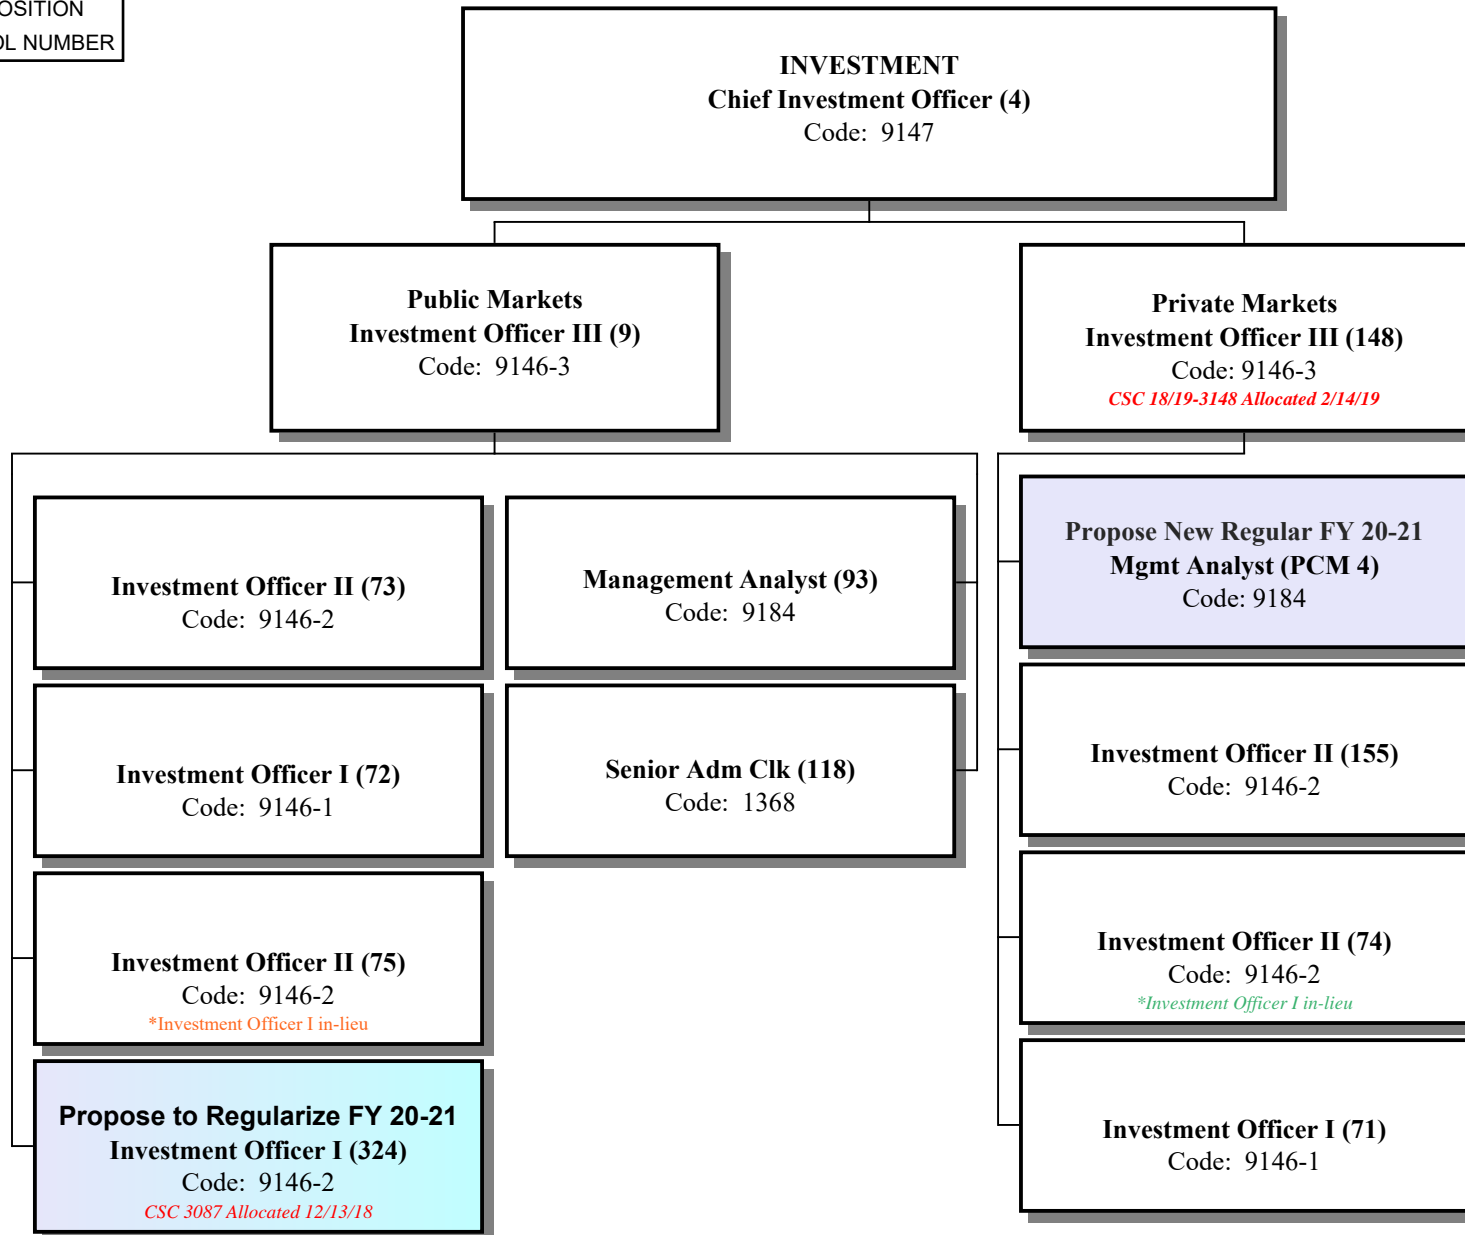 NUMBER
INVESTMENT
Chief Investment Officer (4)
Code: 9147
Public Markets
Investment Officer III (9)
Code: 9146-3
Private Markets
Investment Officer III (148)
Code: 9146-3
CSC 18/19-3148 Allocated 2/14/19
Investment Officer II (73)
Code: 9146-2
Management Analyst (93)
Code: 9184
Propose New Regular FY 20-21
Mgmt Analyst (PCM 4)
Code: 9184
Investment Officer I (72)
Code: 9146-1
Senior Adm Clk (118)
Code: 1368
Investment Officer II (155)
Code: 9146-2
Investment Officer II (75)
Code: 9146-2
*Investment Officer I in-lieu
Investment Officer II (74)
Code: 9146-2
*Investment Officer I in-lieu
Propose to Regularize FY 20-21
Investment Officer I (324)
Code: 9146-2
CSC 3087 Allocated 12/13/18
Investment Officer I (71)
Code: 9146-1